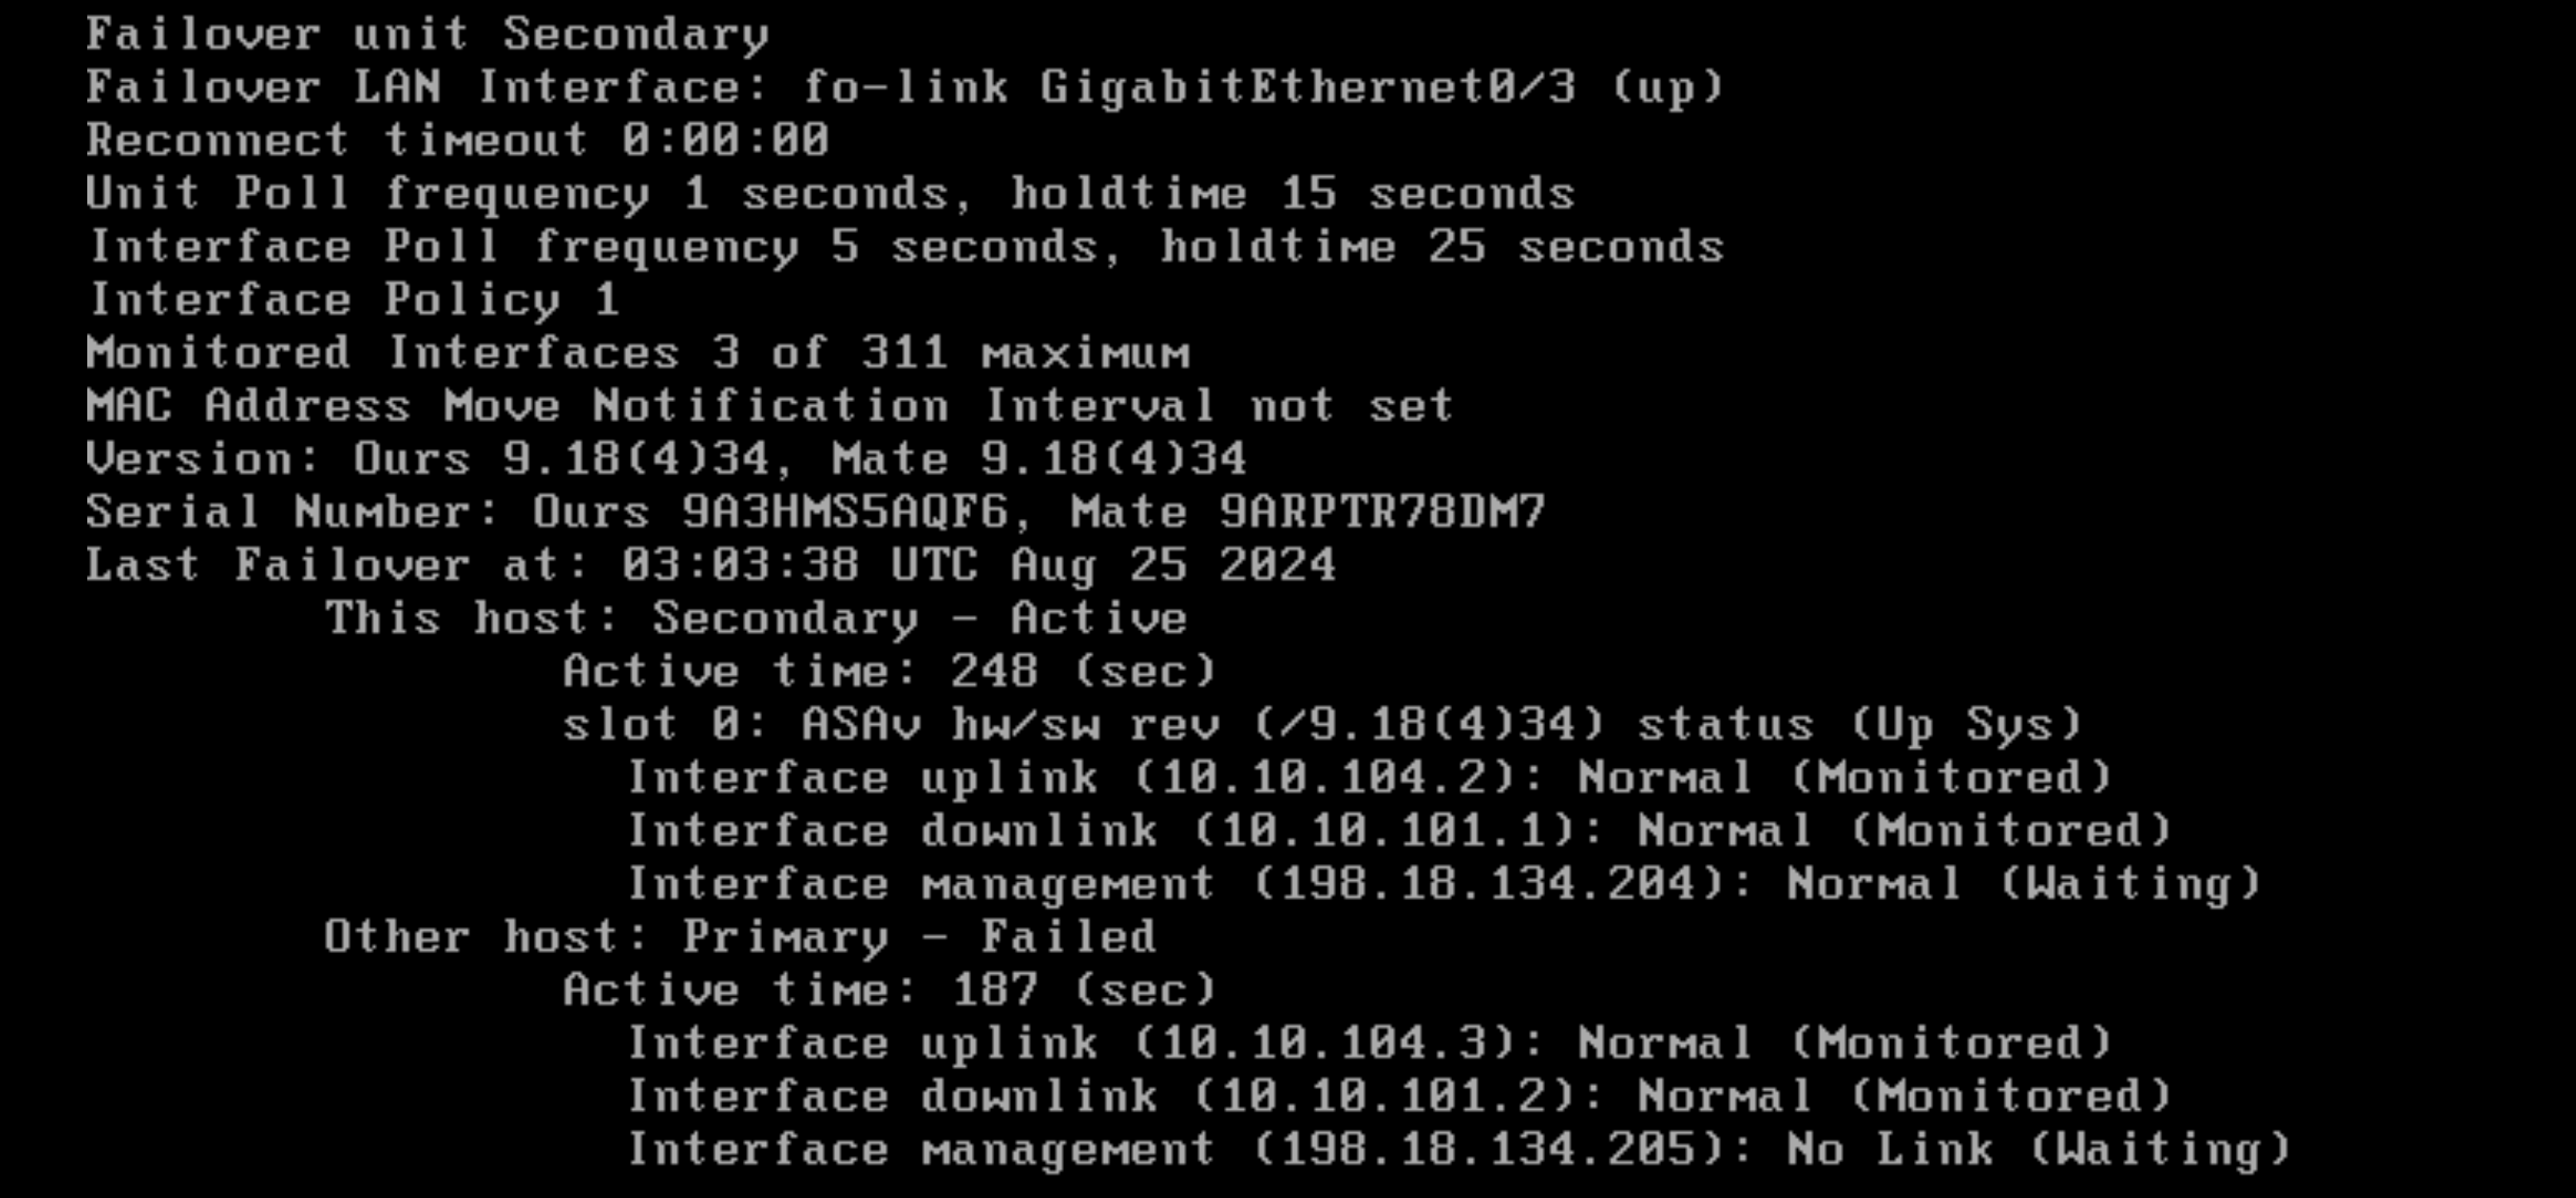 Failover unit Secondary
Failover LAN Interface: fo-link GigabitEthernet0/3 (up)
Reconnect timeout 0:00:00
Unit Poll frequency 1 seconds, holdtime 15 seconds
Interface Poll frequency 5 seconds, holdtime 25 seconds
Interface Policy 1
Monitored Interfaces 3 of 311 maximum
MAC Address Move Notification Interval not set
Version: Ours 9.18(4)34, Mate 9.18(4)34
Serial Number: Ours 9A3HMS5AQF6, Mate 9ARPTR78DM7
Last Failover at: 03:03:38 UTC Aug 25 2024
This host: Secondary - Active
Active time: 248 (sec)
slot 0: ASAv hw/sw rev (/9.18(4)34) status (Up Sys)
Interface uplink (10.10.104.2): Normal (Monitored)
Interface downlink (10.10.101.1): Normal (Monitored)
Interface management (198.18.134.204): Normal (Waiting)
Other host: Primary - Failed
Active time: 187 (sec)
Interface uplink (10.10.104.3): Normal (Monitored)
Interface downlink (10.10.101.2): Normal (Monitored)
Interface management (198.18.134.205): No Link (Waiting)